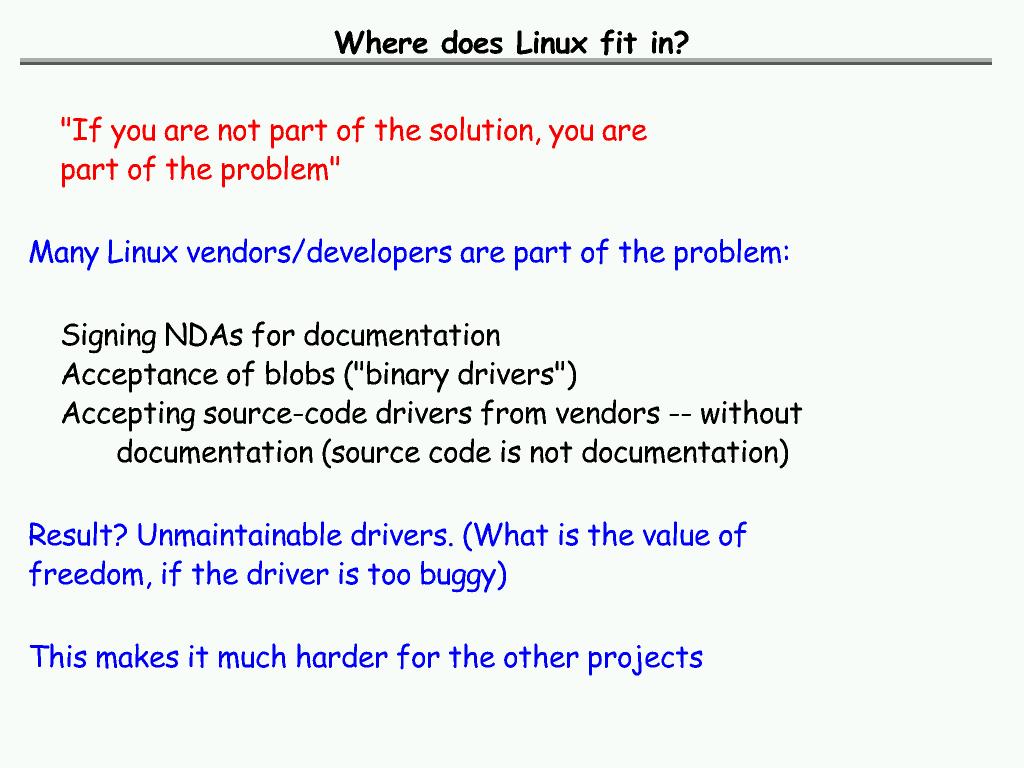 Where does Linux fit in?
"If you are not part of the solution, you are
part of the problem"
Many Linux vendors/developers are part of the problem:
Signing NDAs for documentation
Acceptance of blobs ("binary drivers")
Accepting source-code drivers from vendors -- without
documentation (source code is not documentation)
Result? Unmaintainable drivers. (What is the value of
freedom, if the driver is too buggy)
This makes it much harder for the other projects